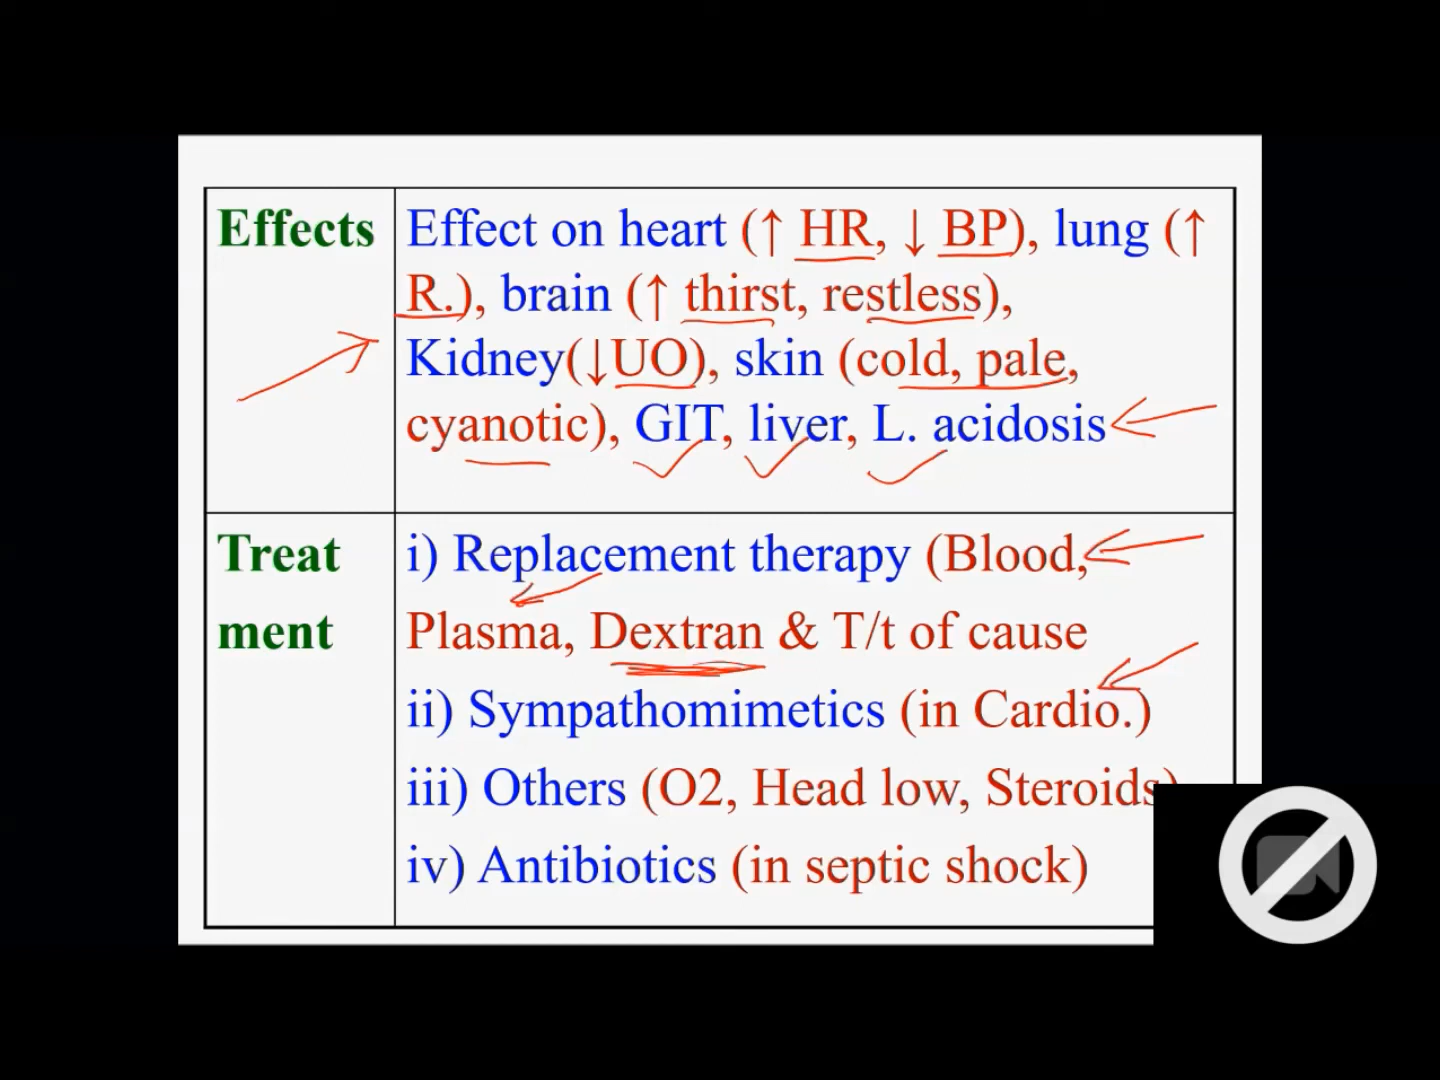 Effects
Effect on heart (↑ HR, ↓ BP), lung (↑
R.), brain (↑ thirst, restless),
Kidney(↓UO), skin (cold, pale,
cyanotic), GIT, liver, L. acidosis
Treat
ment
i) Replacement therapy (Blood,
Plasma, Dextran & T/t of cause
ii) Sympathomimetics (in Cardio.)
iii) Others (O2, Head low, Steroids)
iv) Antibiotics (in septic shock)